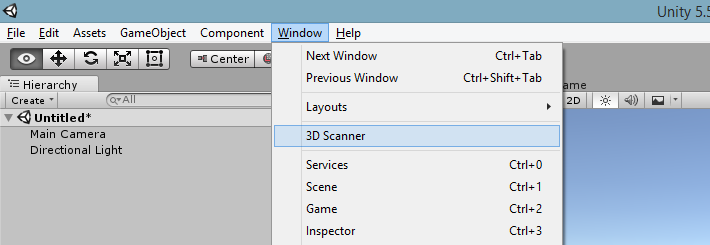 Unity 5.5
File Edit Assets GameObject Component Window Help
Center
Next Window Ctrl+Tab
Previous Window Ctrl+Shift+Tab
Layouts
3D Scanner
Services Ctrl+0
Scene Ctrl+1
Game Ctrl+2
Inspector Ctrl+3
Hierarchy
Create All
Untitled*
Main Camera
Directional Light
ame
2D